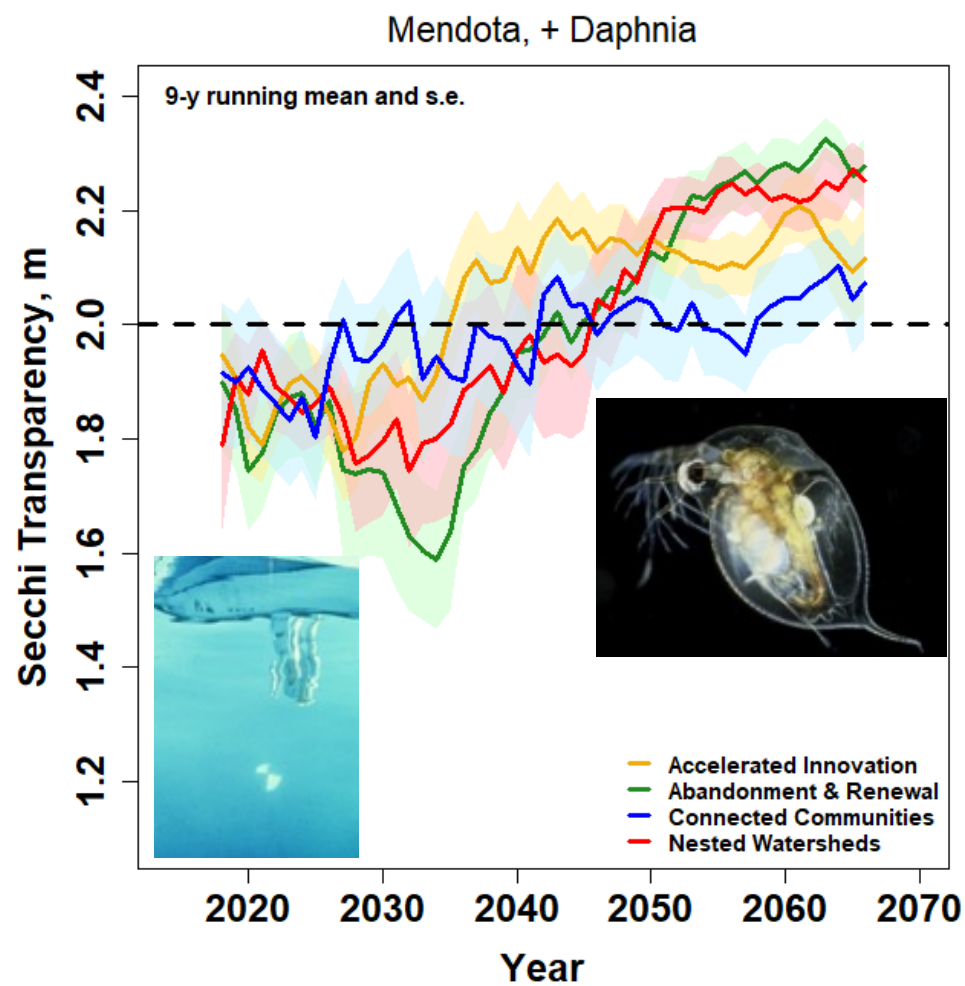 Mendota, + Daphnia
9-y running mean and s.e.
Secchi Transparency, m
2.4
2.2
2.0
1.8
1.6
1.4
1.2
Accelerated Innovation
Abandonment & Renewal
Connected Communities
Nested Watersheds
2020 2030 2040 2050 2060 2070
Year